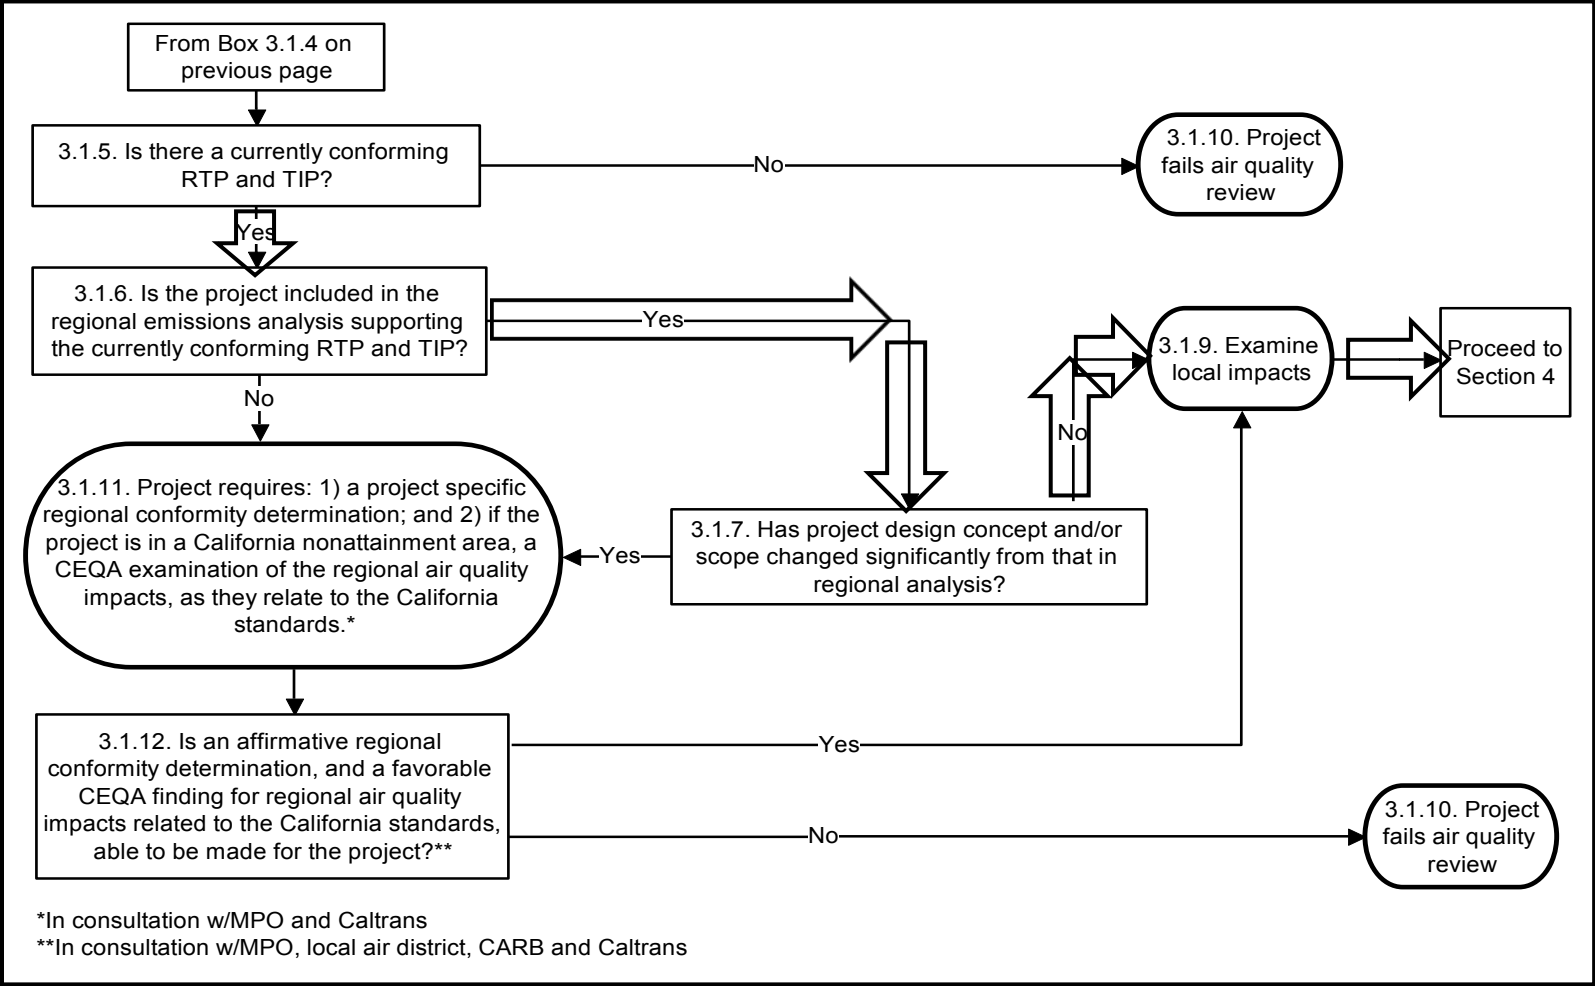 From Box 3.1.4 on
previous page
3.1.5. Is there a currently conforming
RTP and TIP?
No
3.1.10. Project
fails air quality
review
Yes
3.1.6. Is the project included in the
regional emissions analysis supporting
the currently conforming RTP and TIP?
Yes
3.1.9. Examine
local impacts
Proceed to
Section 4
No
No
3.1.11. Project requires: 1) a project specific
regional conformity determination; and 2) if the
project is in a California nonattainment area, a
CEQA examination of the regional air quality
impacts, as they relate to the California
standards.*
Yes
3.1.7. Has project design concept and/or
scope changed significantly from that in
regional analysis?
3.1.12. Is an affirmative regional
conformity determination, and a favorable
CEQA finding for regional air quality
impacts related to the California standards,
able to be made for the project?**
Yes
No
3.1.10. Project
fails air quality
review
*In consultation w/MPO and Caltrans
**In consultation w/MPO, local air district, CARB and Caltrans